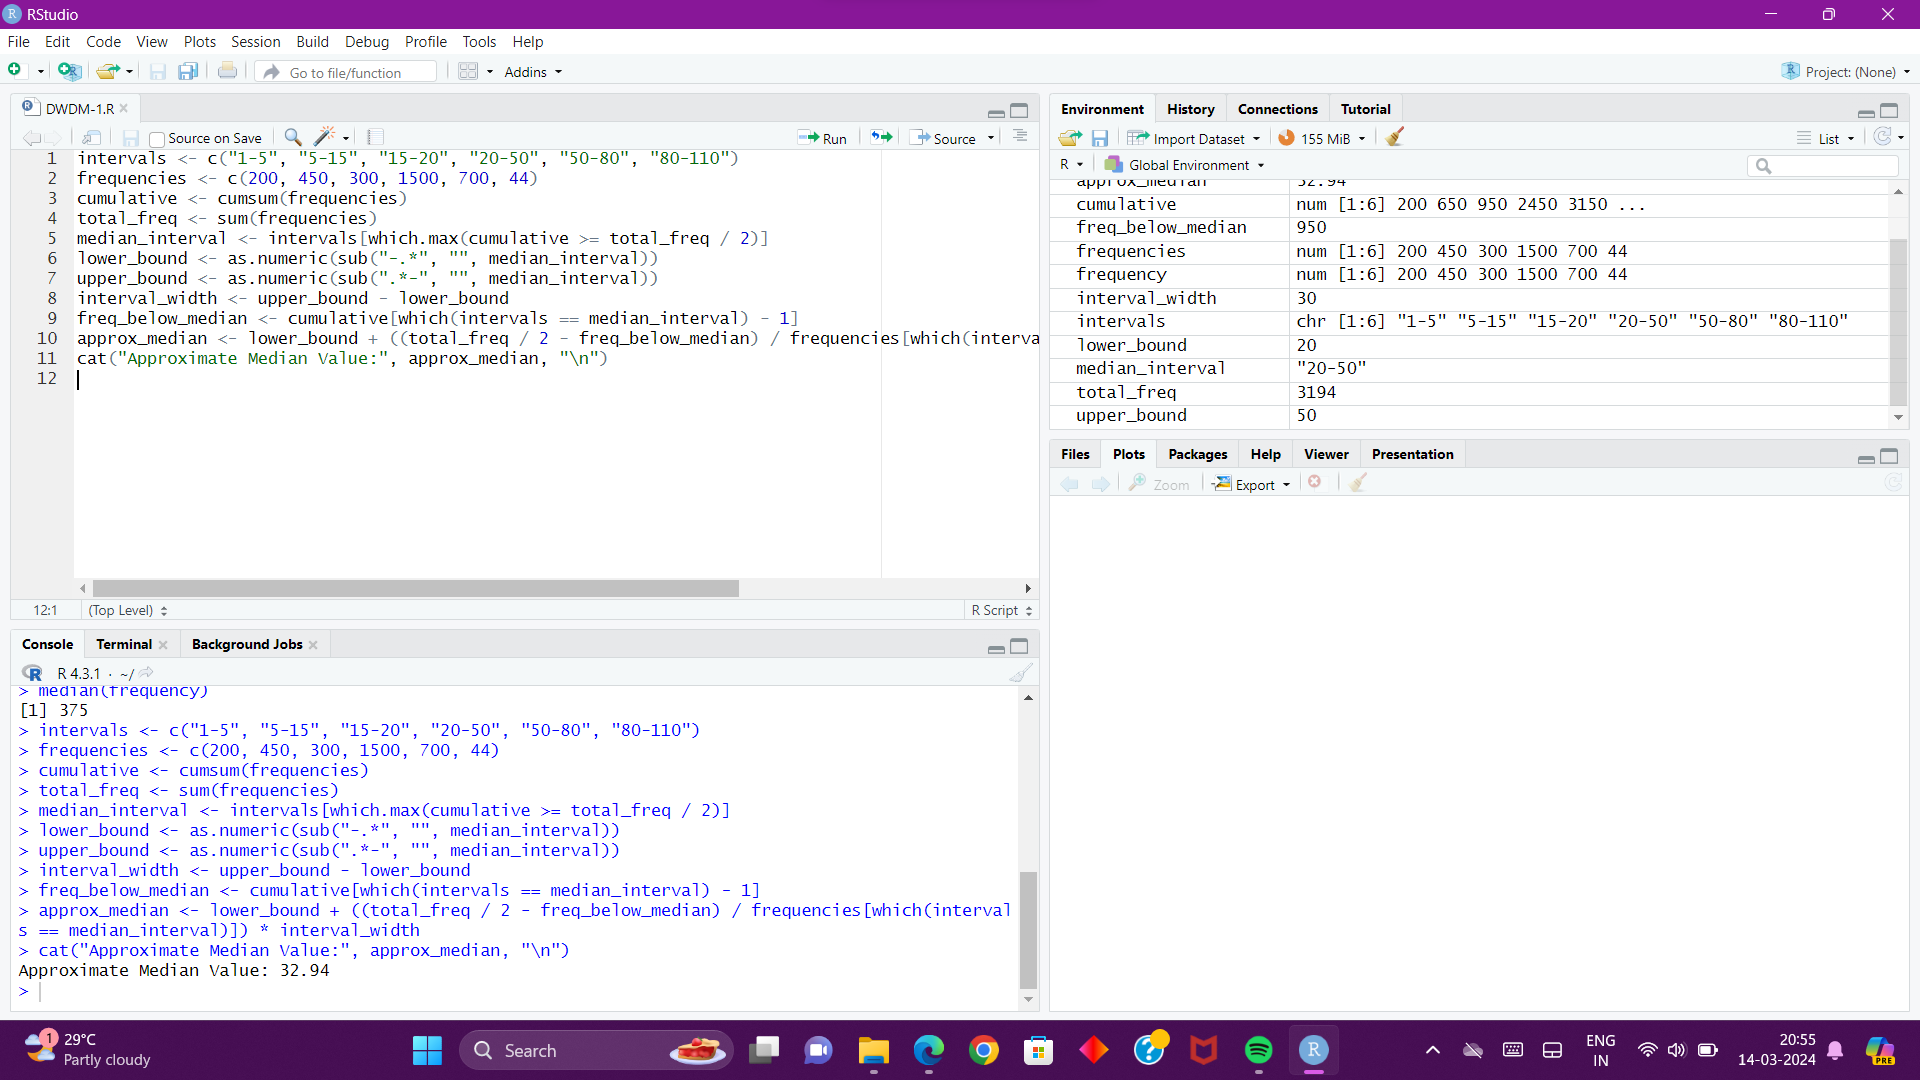 RStudio
File Edit Code View Plots Session Build Debug Profile Tools Help
Go to file/function Addins Project: (None)
DWDM-1.R
Source on Save Run Source
1 intervals <- c("1-5", "5-15", "15-20", "20-50", "50-80", "80-110")
2 frequencies <- c(200, 450, 300, 1500, 700, 44)
3 cumulative <- cumsum(frequencies)
4 total_freq <- sum(frequencies)
5 median_interval <- intervals[which.max(cumulative >= total_freq / 2)]
6 lower_bound <- as.numeric(sub("-.*", "", median_interval))
7 upper_bound <- as.numeric(sub(".*-", "", median_interval))
8 interval_width <- upper_bound - lower_bound
9 freq_below_median <- cumulative[which(intervals == median_interval) - 1]
10 approx_median <- lower_bound + ((total_freq / 2 - freq_below_median) / frequencies[which(interva
11 cat("Approximate Median Value:", approx_median, "\n")
12
12:1 (Top Level) R Script
Console Terminal Background Jobs
R 4.3.1 · ~/
> median(frequency)
[1] 375
> intervals <- c("1-5", "5-15", "15-20", "20-50", "50-80", "80-110")
> frequencies <- c(200, 450, 300, 1500, 700, 44)
> cumulative <- cumsum(frequencies)
> total_freq <- sum(frequencies)
> median_interval <- intervals[which.max(cumulative >= total_freq / 2)]
> lower_bound <- as.numeric(sub("-.*", "", median_interval))
> upper_bound <- as.numeric(sub(".*-", "", median_interval))
> interval_width <- upper_bound - lower_bound
> freq_below_median <- cumulative[which(intervals == median_interval) - 1]
> approx_median <- lower_bound + ((total_freq / 2 - freq_below_median) / frequencies[which(interval
s == median_interval)]) * interval_width
> cat("Approximate Median Value:", approx_median, "\n")
Approximate Median Value: 32.94
>
Environment History Connections Tutorial
Import Dataset 155 MiB List
R Global Environment
approx_median 32.94
cumulative num [1:6] 200 650 950 2450 3150 ...
freq_below_median 950
frequencies num [1:6] 200 450 300 1500 700 44
frequency num [1:6] 200 450 300 1500 700 44
interval_width 30
intervals chr [1:6] "1-5" "5-15" "15-20" "20-50" "50-80" "80-110"
lower_bound 20
median_interval "20-50"
total_freq 3194
upper_bound 50
Files Plots Packages Help Viewer Presentation
Zoom Export
1 29°C
Partly cloudy
Search
ENG
IN
20:55
14-03-2024
PRE